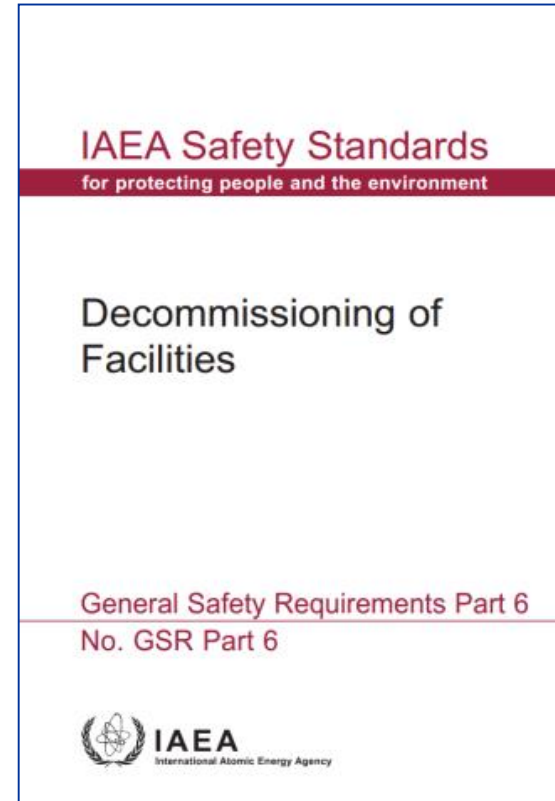 IAEA Safety Standards
for protecting people and the environment
Decommissioning of
Facilities
General Safety Requirements Part 6
No. GSR Part 6
IAEA
International Atomic Energy Agency